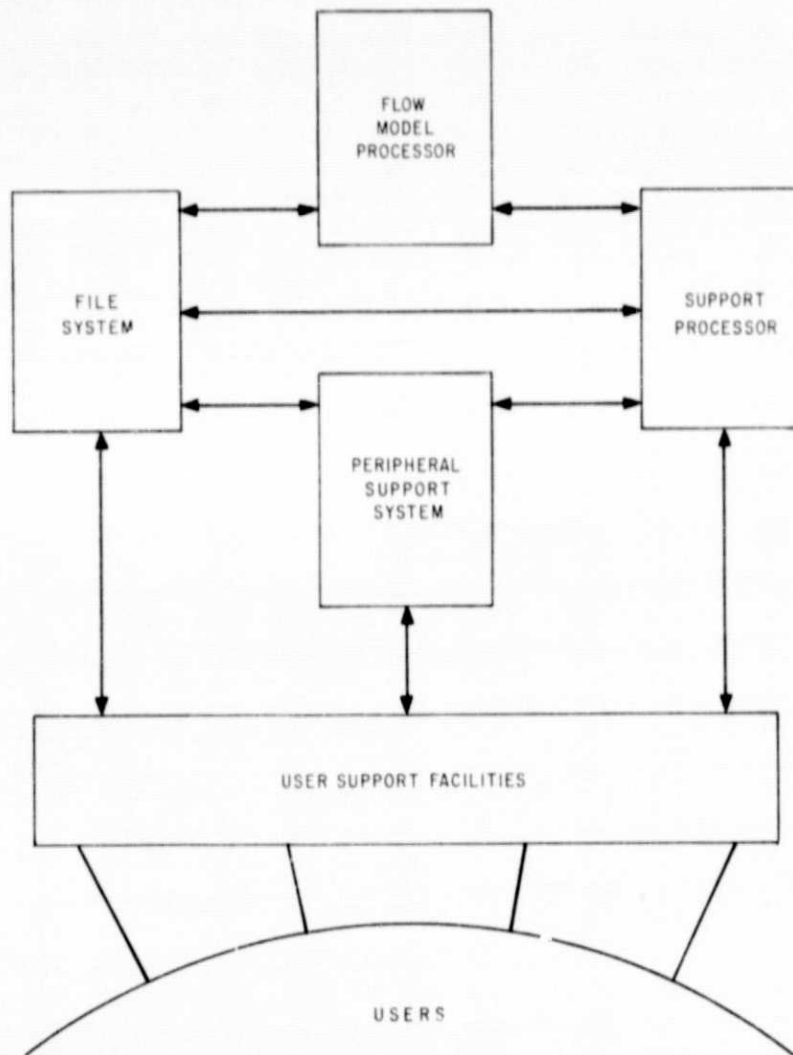 FLOW
MODEL
PROCESSOR
FILE
SYSTEM
SUPPORT
PROCESSOR
PERIPHERAL
SUPPORT
SYSTEM
USER SUPPORT FACILITIES
USERS